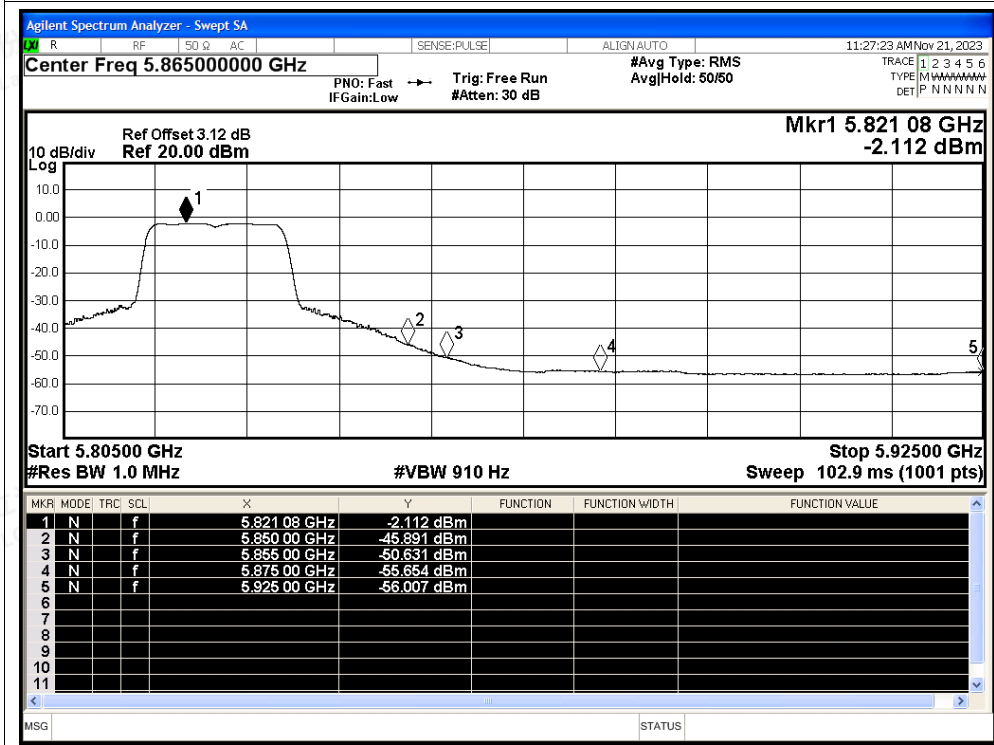 Agilent Spectrum Analyzer - Swept SA
LXI R RF 50 Ω AC SENSE:PULSE ALIGN AUTO 11:27:23 AM Nov 21, 2023
Center Freq 5.865000000 GHz
PNO: Fast
IFGain:Low
Trig: Free Run
#Atten: 30 dB
#Avg Type: RMS
Avg|Hold: 50/50
TRACE 1 2 3 4 5 6
TYPE M WWWWW
DET P N N N N N
Mkr1 5.821 08 GHz
-2.112 dBm
Ref Offset 3.12 dB
10 dB/div Ref 20.00 dBm
Log
10.0
0.00
-10.0
-20.0
-30.0
-40.0
-50.0
-60.0
-70.0
1
2
3
4
5
Start 5.80500 GHz Stop 5.92500 GHz
#Res BW 1.0 MHz #VBW 910 Hz Sweep 102.9 ms (1001 pts)
MKR MODE TRC SCL X Y FUNCTION FUNCTION WIDTH FUNCTION VALUE
1 N f 5.821 08 GHz -2.112 dBm
2 N f 5.850 00 GHz -45.891 dBm
3 N f 5.855 00 GHz -50.631 dBm
4 N f 5.875 00 GHz -55.654 dBm
5 N f 5.925 00 GHz -56.007 dBm
6
7
8
9
10
11
MSG STATUS